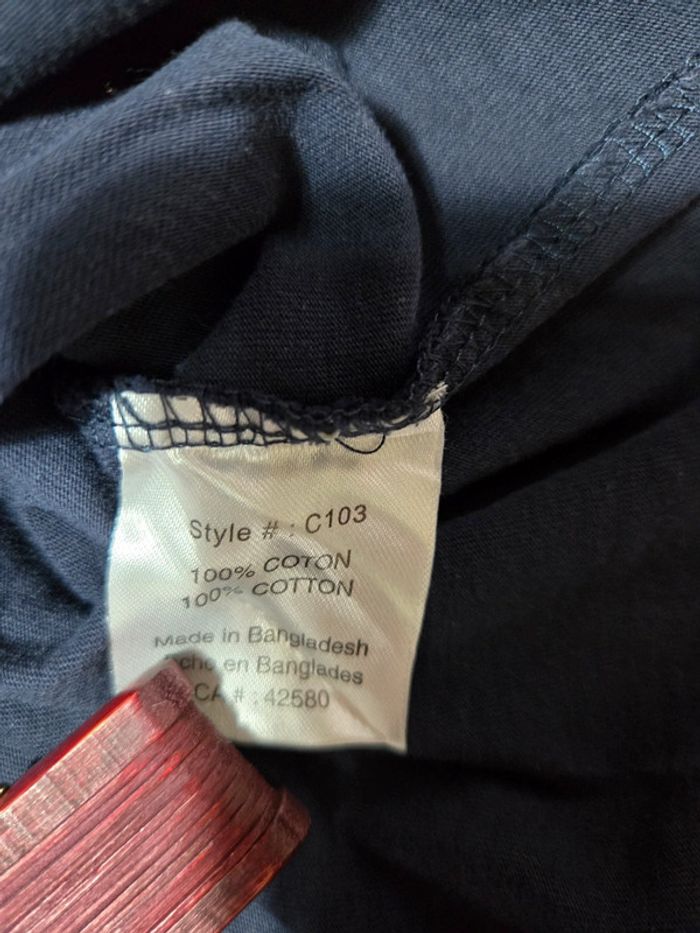 Style # : C103
100% COTON
100% COTTON
Made in Bangladesh
en Banglades
CA # : 42580